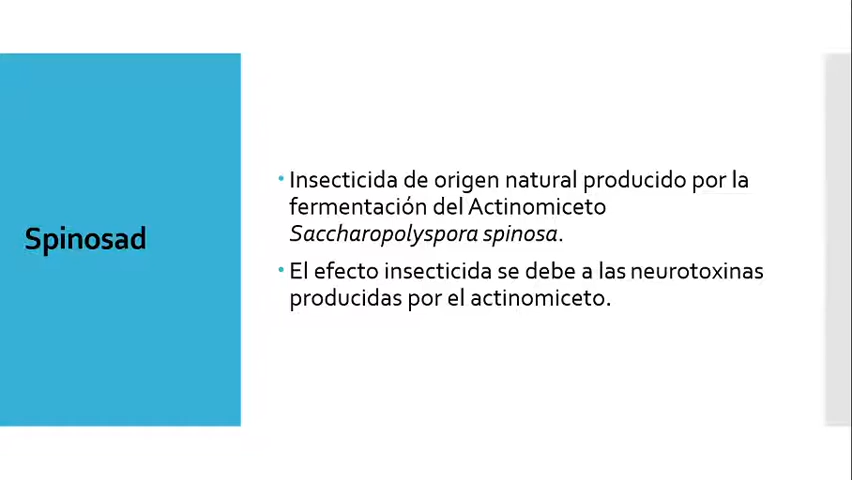 Spinosad
• Insecticida de origen natural producido por la
fermentación del Actinomiceto
Saccharopolyspora spinosa.
• El efecto insecticida se debe a las neurotoxinas
producidas por el actinomiceto.